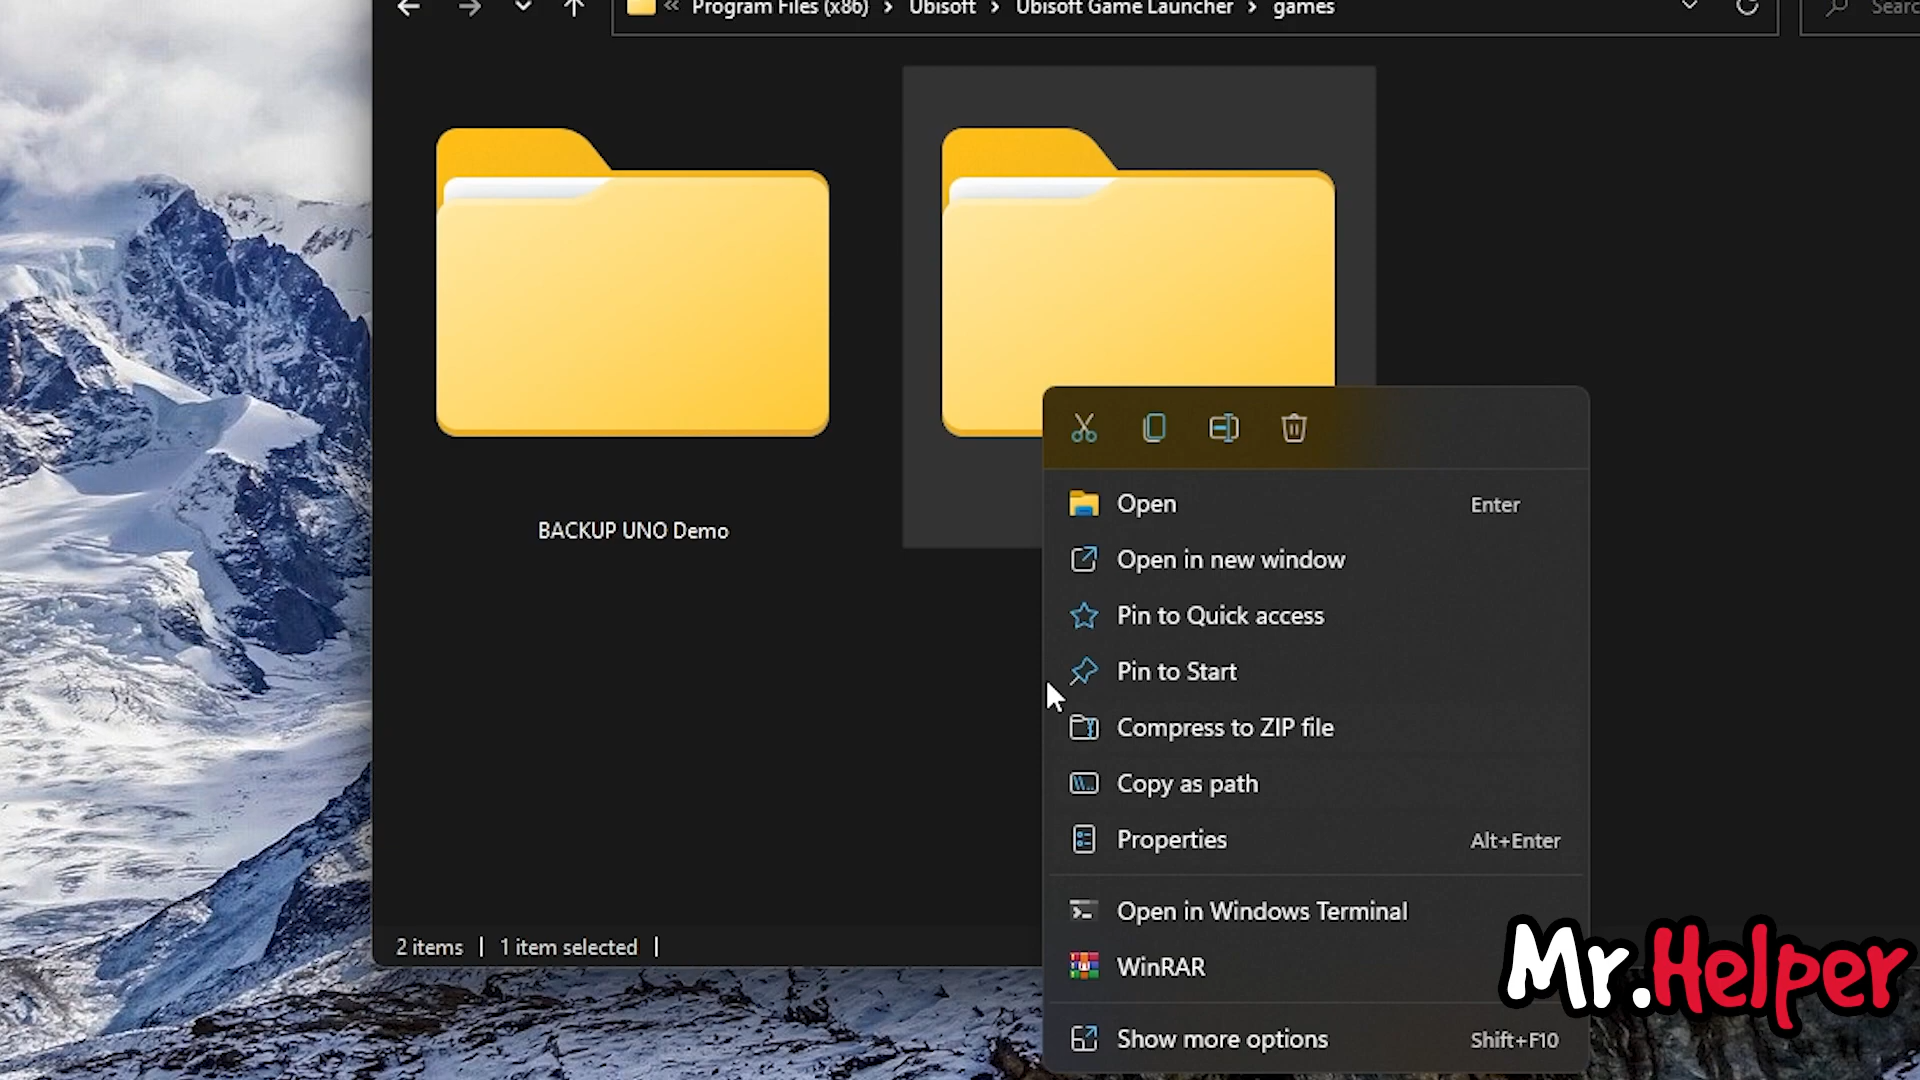 « Program Files (x86) > Ubisoft > Ubisoft Game Launcher > games
Searc
BACKUP UNO Demo
Open Enter
Open in new window
Pin to Quick access
Pin to Start
Compress to ZIP file
Copy as path
Properties Alt+Enter
Open in Windows Terminal
WinRAR
Show more options Shift+F10
2 items | 1 item selected |
Mr.Helper